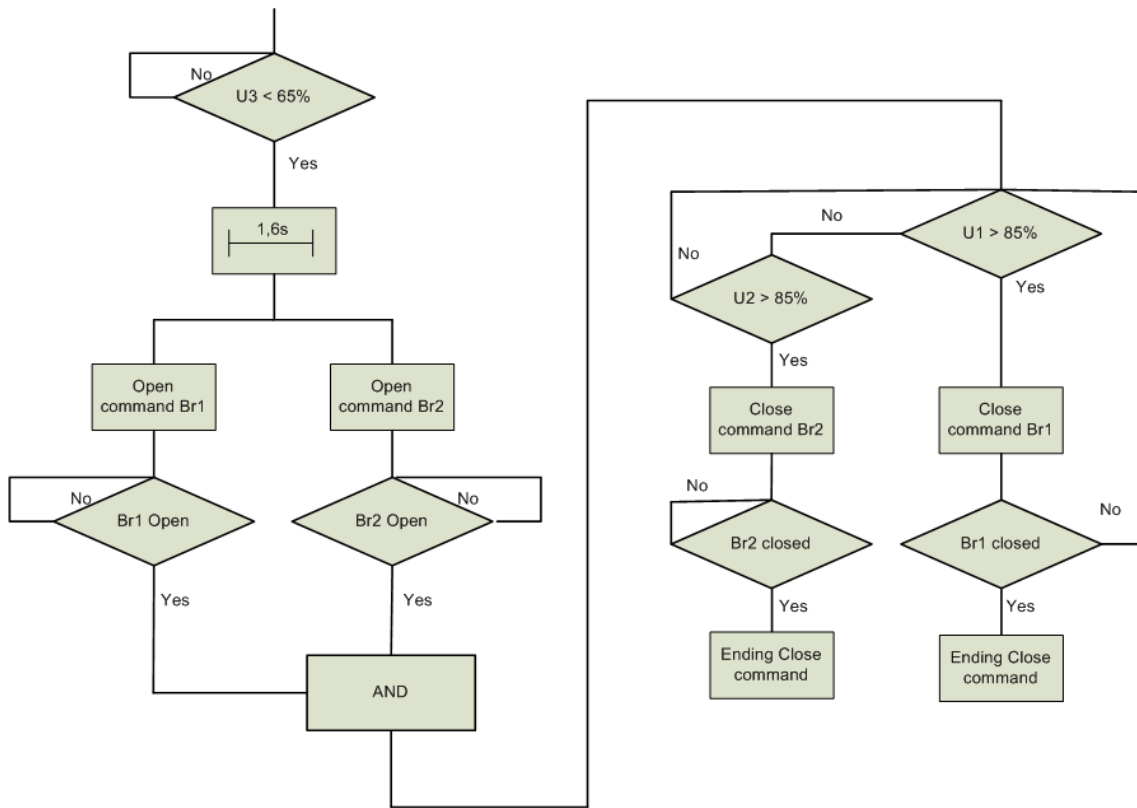 No
U3 < 65%
Yes
1,6s
Open
command Br1
Open
command Br2
No
Br1 Open
No
Br2 Open
Yes
Yes
AND
No
U1 > 85%
No
U2 > 85%
Yes
Yes
Close
command Br2
Close
command Br1
No
Br2 closed
No
Br1 closed
Yes
Yes
Ending Close
command
Ending Close
command